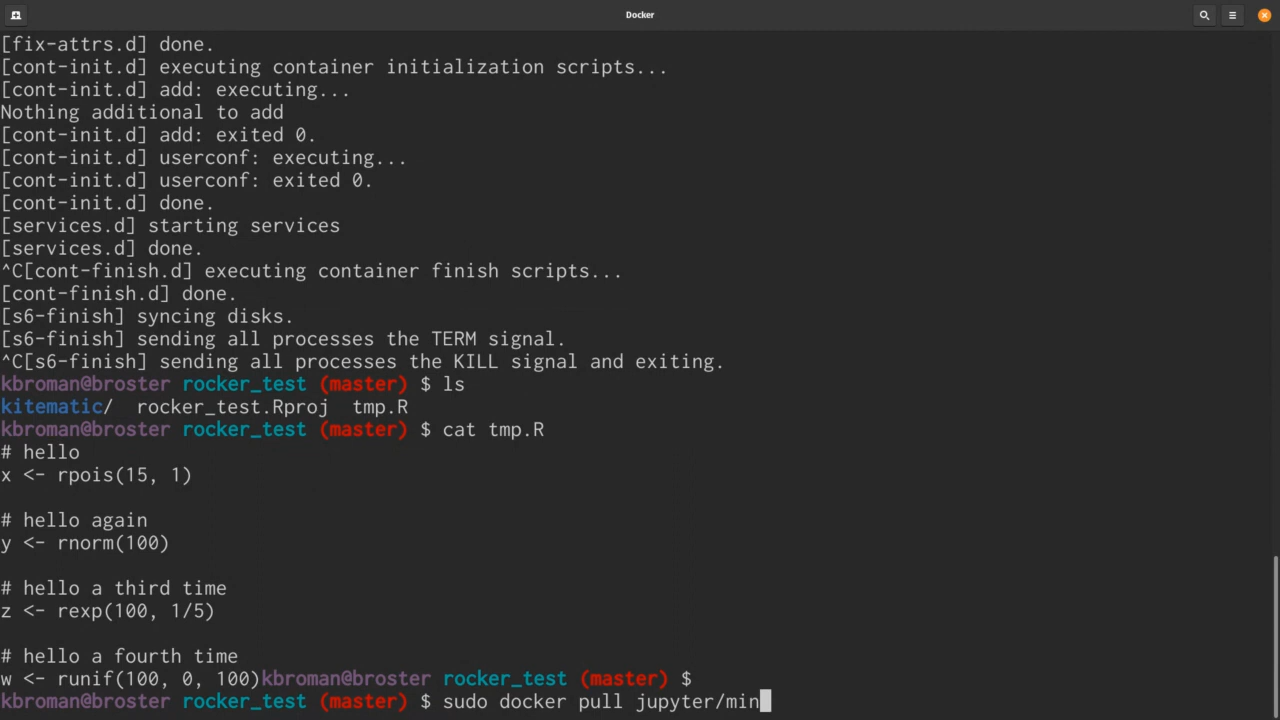 Docker
[fix-attrs.d] done.
[cont-init.d] executing container initialization scripts...
[cont-init.d] add: executing...
Nothing additional to add
[cont-init.d] add: exited 0.
[cont-init.d] userconf: executing...
[cont-init.d] userconf: exited 0.
[cont-init.d] done.
[services.d] starting services
[services.d] done.
^C[cont-finish.d] executing container finish scripts...
[cont-finish.d] done.
[s6-finish] syncing disks.
[s6-finish] sending all processes the TERM signal.
^C[s6-finish] sending all processes the KILL signal and exiting.
kbroman@broster rocker_test (master) $ ls
kitematic/  rocker_test.Rproj  tmp.R
kbroman@broster rocker_test (master) $ cat tmp.R
# hello
x <- rpois(15, 1)
# hello again
y <- rnorm(100)
# hello a third time
z <- rexp(100, 1/5)
# hello a fourth time
w <- runif(100, 0, 100)kbroman@broster rocker_test (master) $
kbroman@broster rocker_test (master) $ sudo docker pull jupyter/min